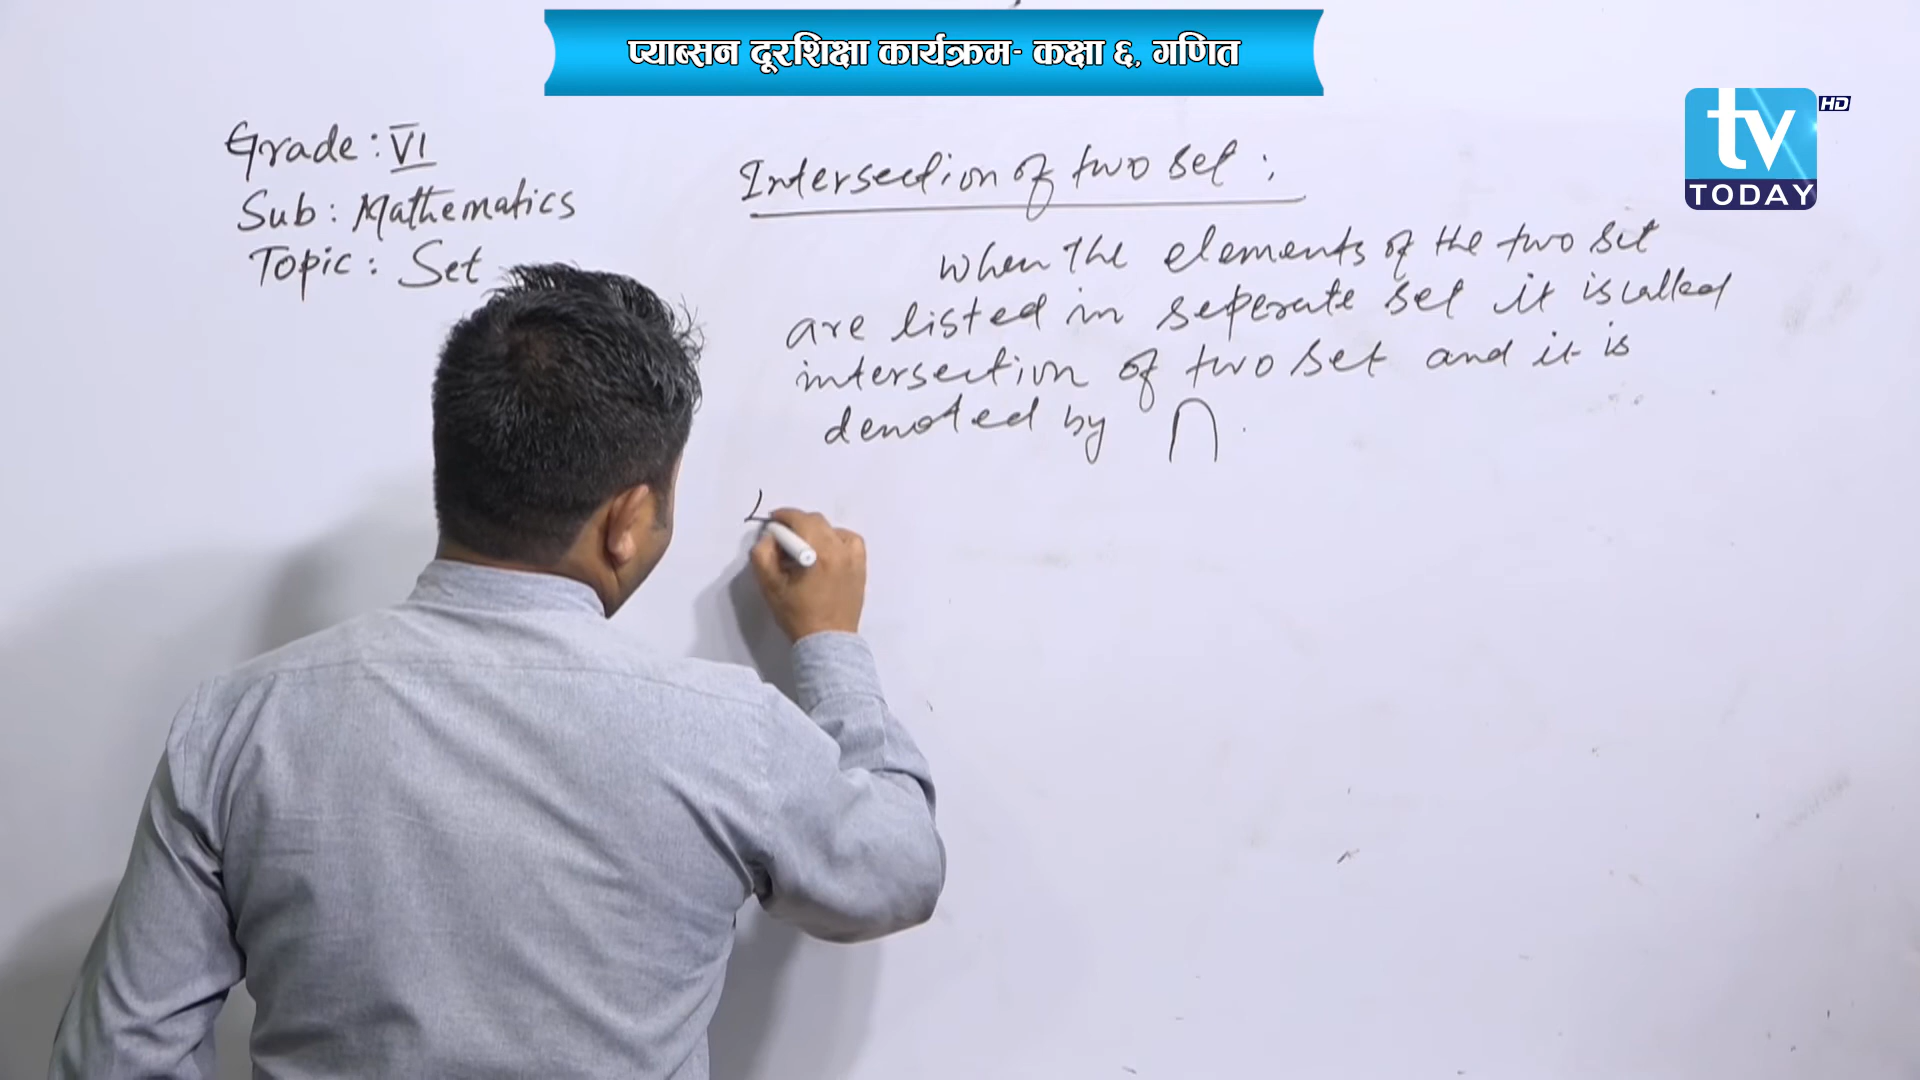 प्याब्सन दूरशिक्षा कार्यक्रम- कक्षा ६, गणित
tv HD
TODAY
Grade : VI
Sub : Mathematics
Topic : Set
Intersection of two set :
When the elements of the two set
are listed in seperate set it is called
intersection of two set and it is
denoted by ∩.